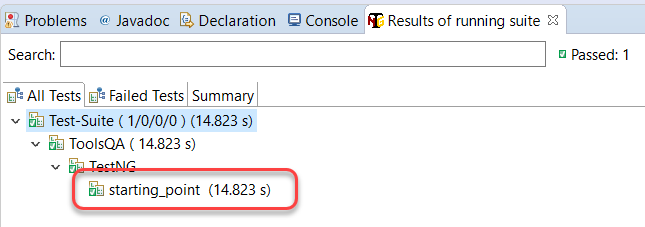 Problems @ Javadoc Declaration Console Results of running suite
Search: Passed: 1
All Tests Failed Tests Summary
Test-Suite ( 1/0/0/0 ) (14.823 s)
ToolsQA ( 14.823 s)
TestNG
starting_point (14.823 s)